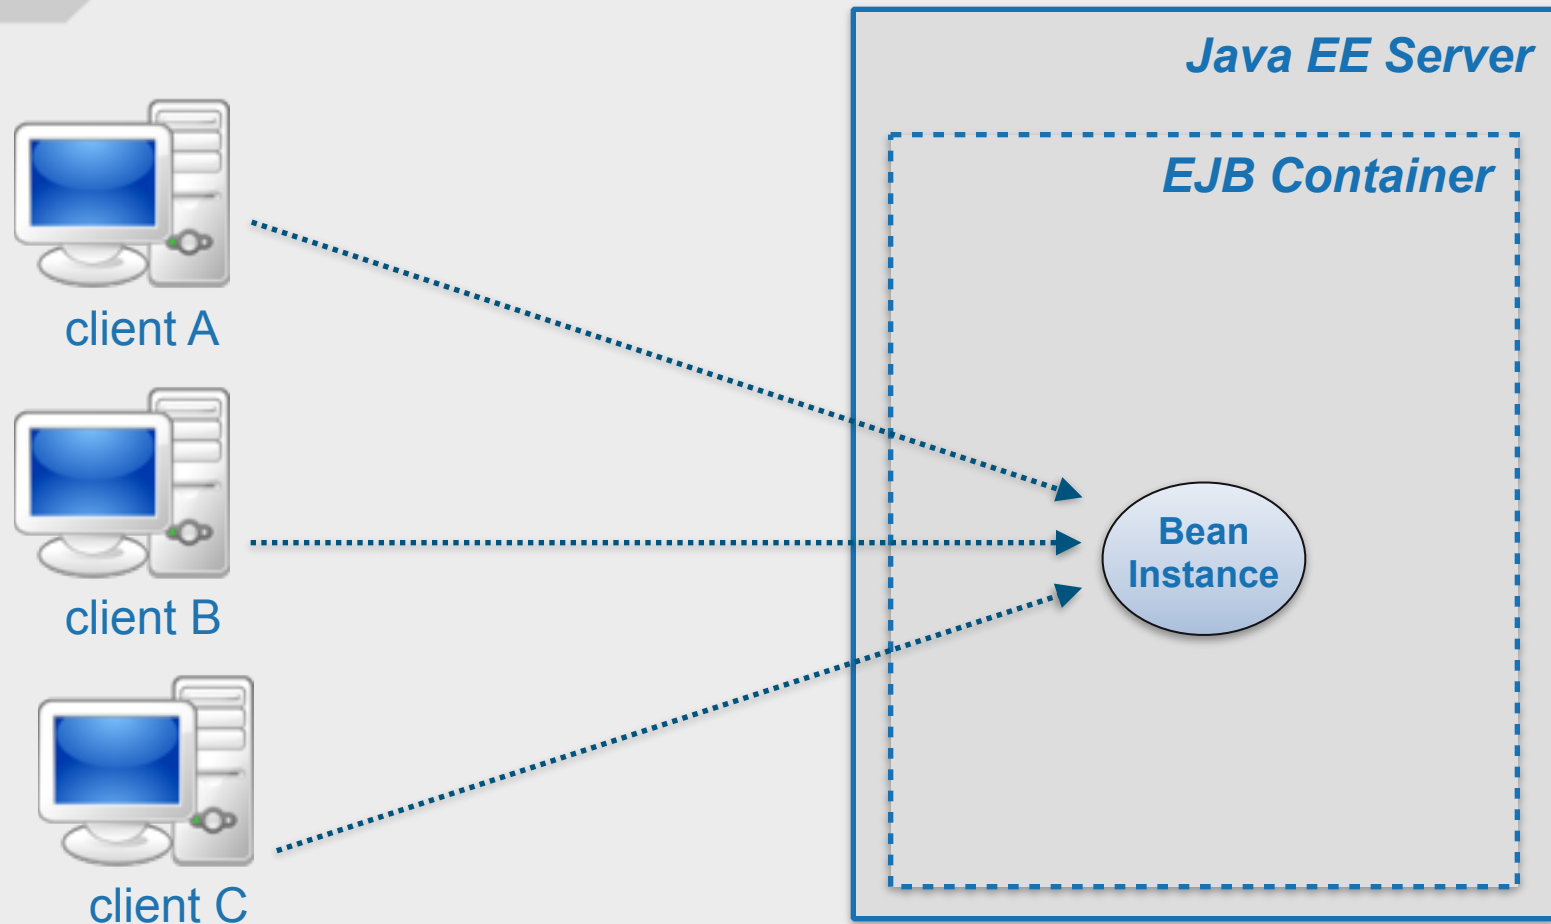 Java EE Server
EJB Container
client A
Bean
Instance
client B
client C